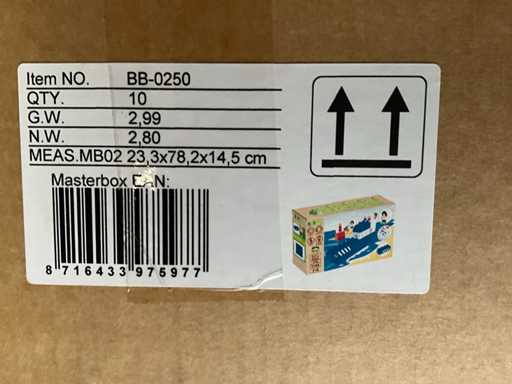 Item NO. BB-0250
QTY. 10
G.W. 2,99
N.W. 2,80
MEAS.MB02 23,3x78,2x14,5 cm
Masterbox EAN:
8 716433 975977